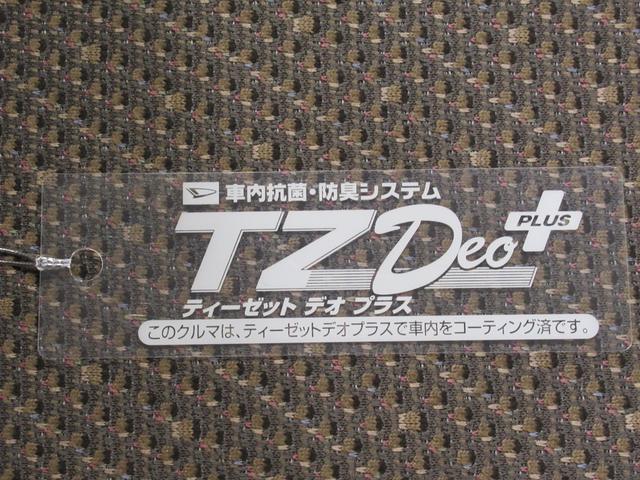 車内抗菌・防臭システム
TZ Deo PLUS
ティーゼット デオ プラス
このクルマは、ティーゼットデオプラスで車内をコーティング済です。